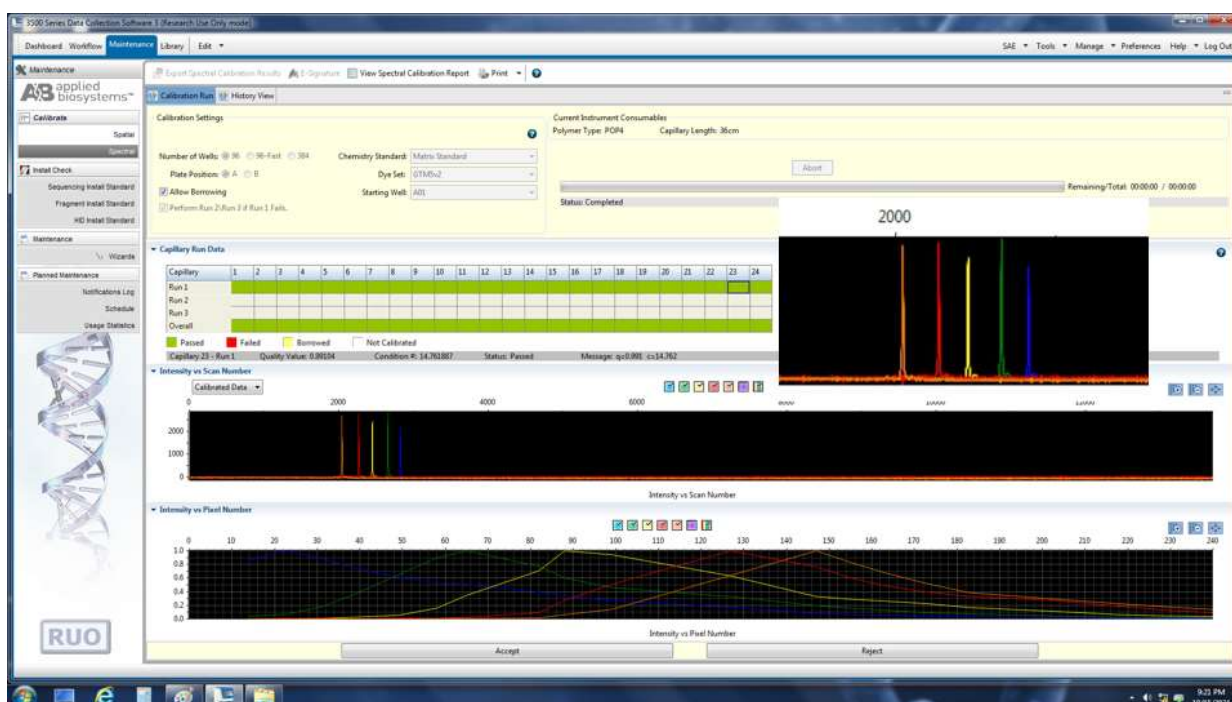 3500 Series Data Collection Software 3 (Research Use Only mode)
Dashboard Workflow Maintenance Library Edit
SAE Tools Manage Preferences Help Log Out
Maintenance
Export Spectral Calibration Results E-Signature View Spectral Calibration Report Print
AB applied biosystems™
Calibration Run History View
Calibrate
Spatial
Spectral
Install Check
Sequencing Install Standard
Fragment Install Standard
HID Install Standard
Maintenance
Wizards
Planned Maintenance
Notifications Log
Schedule
Usage Statistics
RUO
Calibration Settings
Number of Wells: 96 96-Fast 384 Chemistry Standard: Matrix Standard
Plate Position: A B Dye Set: GTM5v2
Allow Borrowing Starting Well: A01
Perform Run 2\Run 3 if Run 1 Fails.
Current Instrument Consumables
Polymer Type: POP4 Capillary Length: 36cm
Abort
Remaining/Total: 00:00:00 / 00:00:00
Status: Completed
2000
Capillary Run Data
Capillary 1 2 3 4 5 6 7 8 9 10 11 12 13 14 15 16 17 18 19 20 21 22 23 24
Run 1
Run 2
Run 3
Overall
Passed Failed Borrowed Not Calibrated
Capillary 23 - Run 1 Quality Value: 0.99104 Condition #: 14.761867 Status: Passed Message: q=0.991 c=14.762
Intensity vs Scan Number
Calibrated Data
0 2000 4000 6000
2000
1000
0
Intensity vs Scan Number
Intensity vs Pixel Number
0 10 20 30 40 50 60 70 80 90 100 110 120 130 140 150 160 170 180 190 200 210 220 230 240
1.0
0.8
0.6
0.4
0.2
0.0
Intensity vs Pixel Number
Accept Reject
9:21 PM